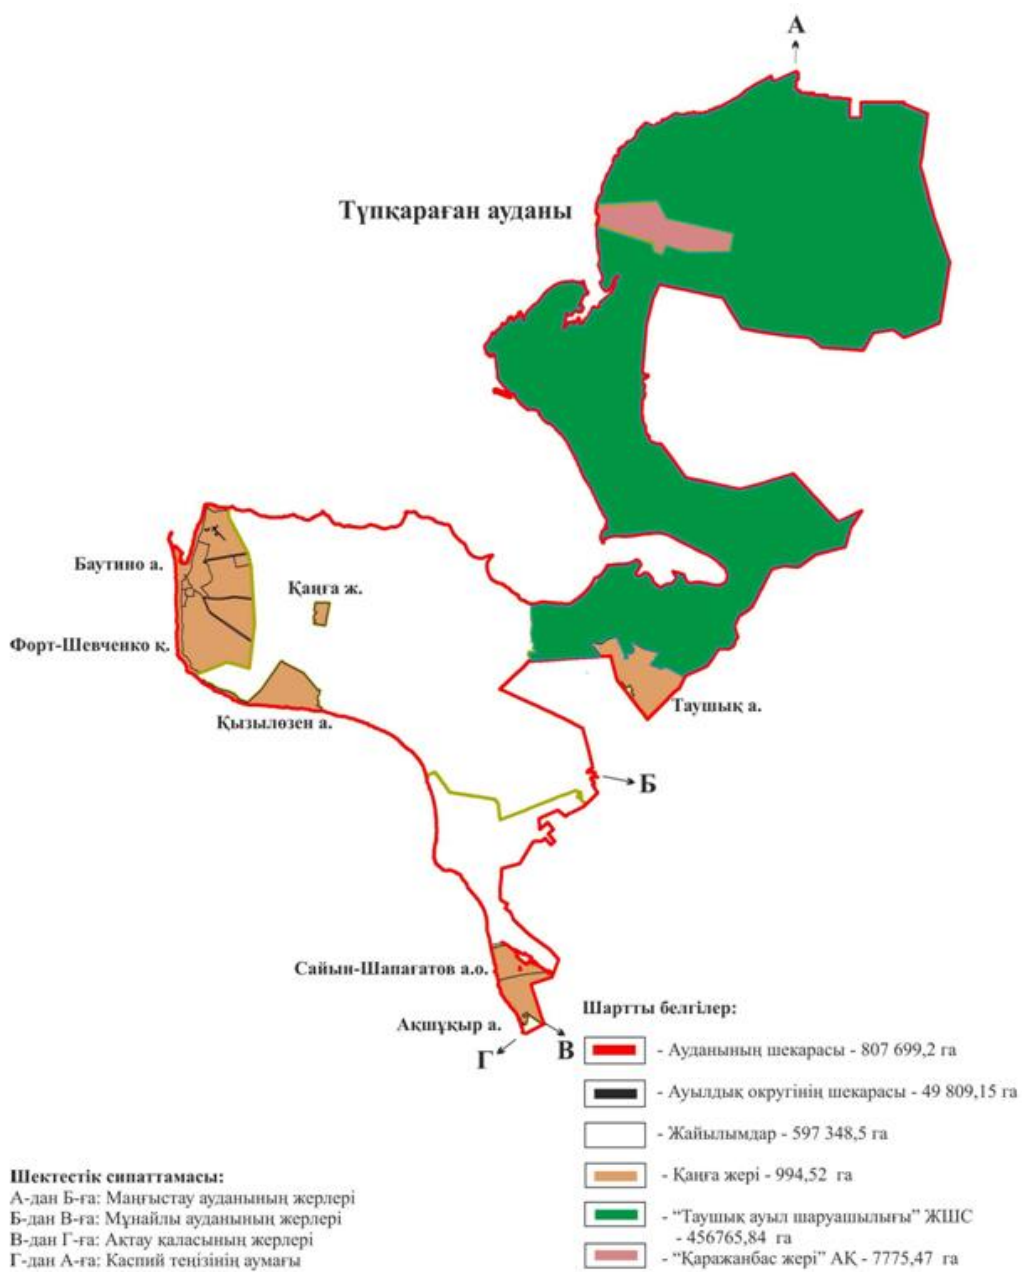 А
Түпқараған ауданы
Баутино а.
Қаңға ж.
Форт-Шевченко қ.
Қызылөзен а.
Таушық а.
Б
Сайын-Шапағатов а.о.
Ақшұқыр а.
В
Г
Шартты белгілер:
- Ауданының шекарасы - 807 699,2 га
- Ауылдық округінің шекарасы - 49 809,15 га
- Жайылымдар - 597 348,5 га
- Қаңға жері - 994,52 га
- “Таушық ауыл шаруашылығы” ЖШС
- 456765,84 га
- “Қаражанбас жері” АҚ - 7775,47 га
Шектестік сипаттамасы:
А-дан Б-ға: Маңғыстау ауданының жерлері
Б-дан В-ға: Мұнайлы ауданының жерлері
В-дан Г-ға: Ақтау қаласының жерлері
Г-дан А-ға: Каспий теңізінің аумағы